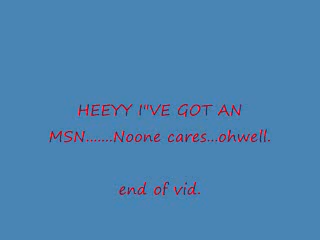 HEEYY I"VE GOT AN
MSN.......Noone cares...ohwell.
end of vid.